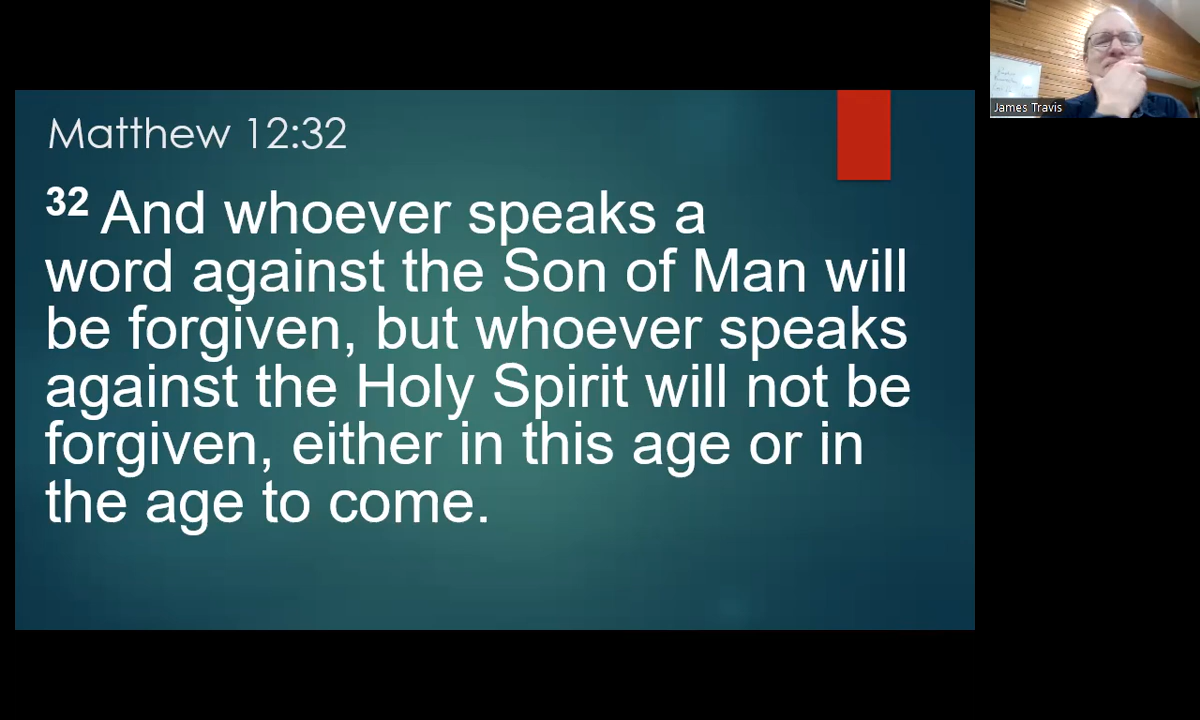 Matthew 12:32
32 And whoever speaks a
word against the Son of Man will
be forgiven, but whoever speaks
against the Holy Spirit will not be
forgiven, either in this age or in
the age to come.
James Travis